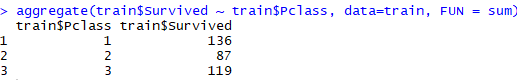 > aggregate(train$Survived ~ train$Pclass, data=train, FUN = sum)
train$Pclass train$Survived
1 1 136
2 2 87
3 3 119